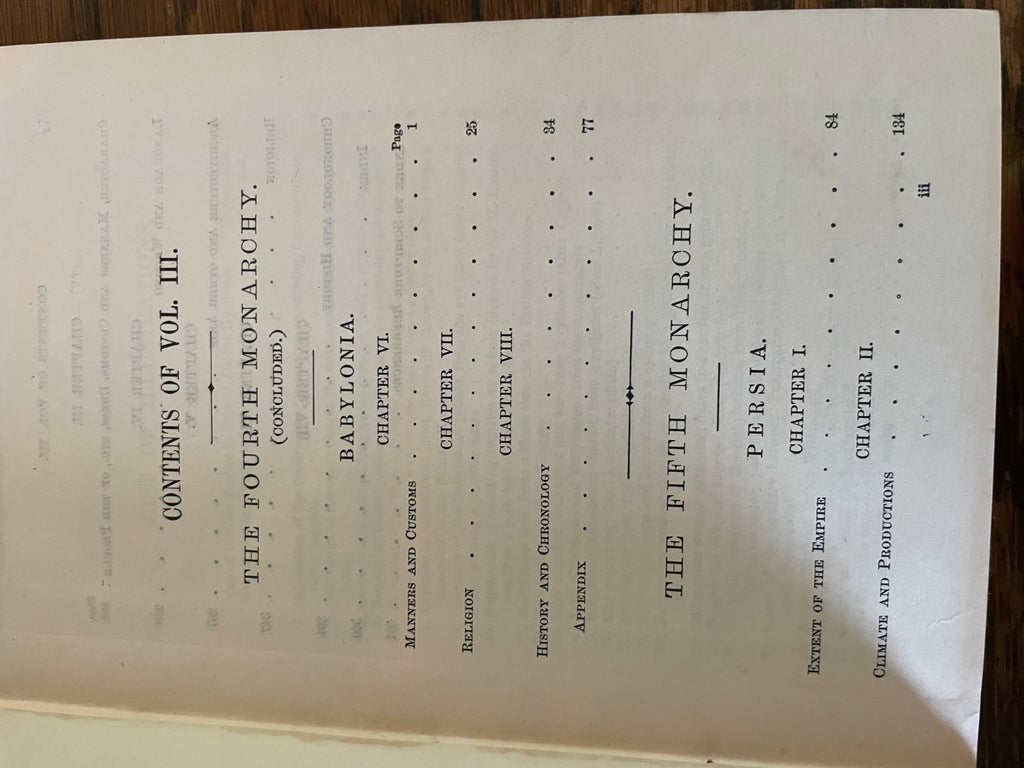 CONTENTS OF VOL. III.
THE FOURTH MONARCHY.
(CONCLUDED.)
BABYLONIA.
CHAPTER VI.
Page
MANNERS AND CUSTOMS . . . . . . . . 1
CHAPTER VII.
RELIGION . . . . . . . . . . . 25
CHAPTER VIII.
HISTORY AND CHRONOLOGY . . . . . . . . 34
APPENDIX . . . . . . . . . . 77
THE FIFTH MONARCHY.
PERSIA.
CHAPTER I.
EXTENT OF THE EMPIRE . . . . . . . . . 84
CHAPTER II.
CLIMATE AND PRODUCTIONS . . . . . . . . 134
iii